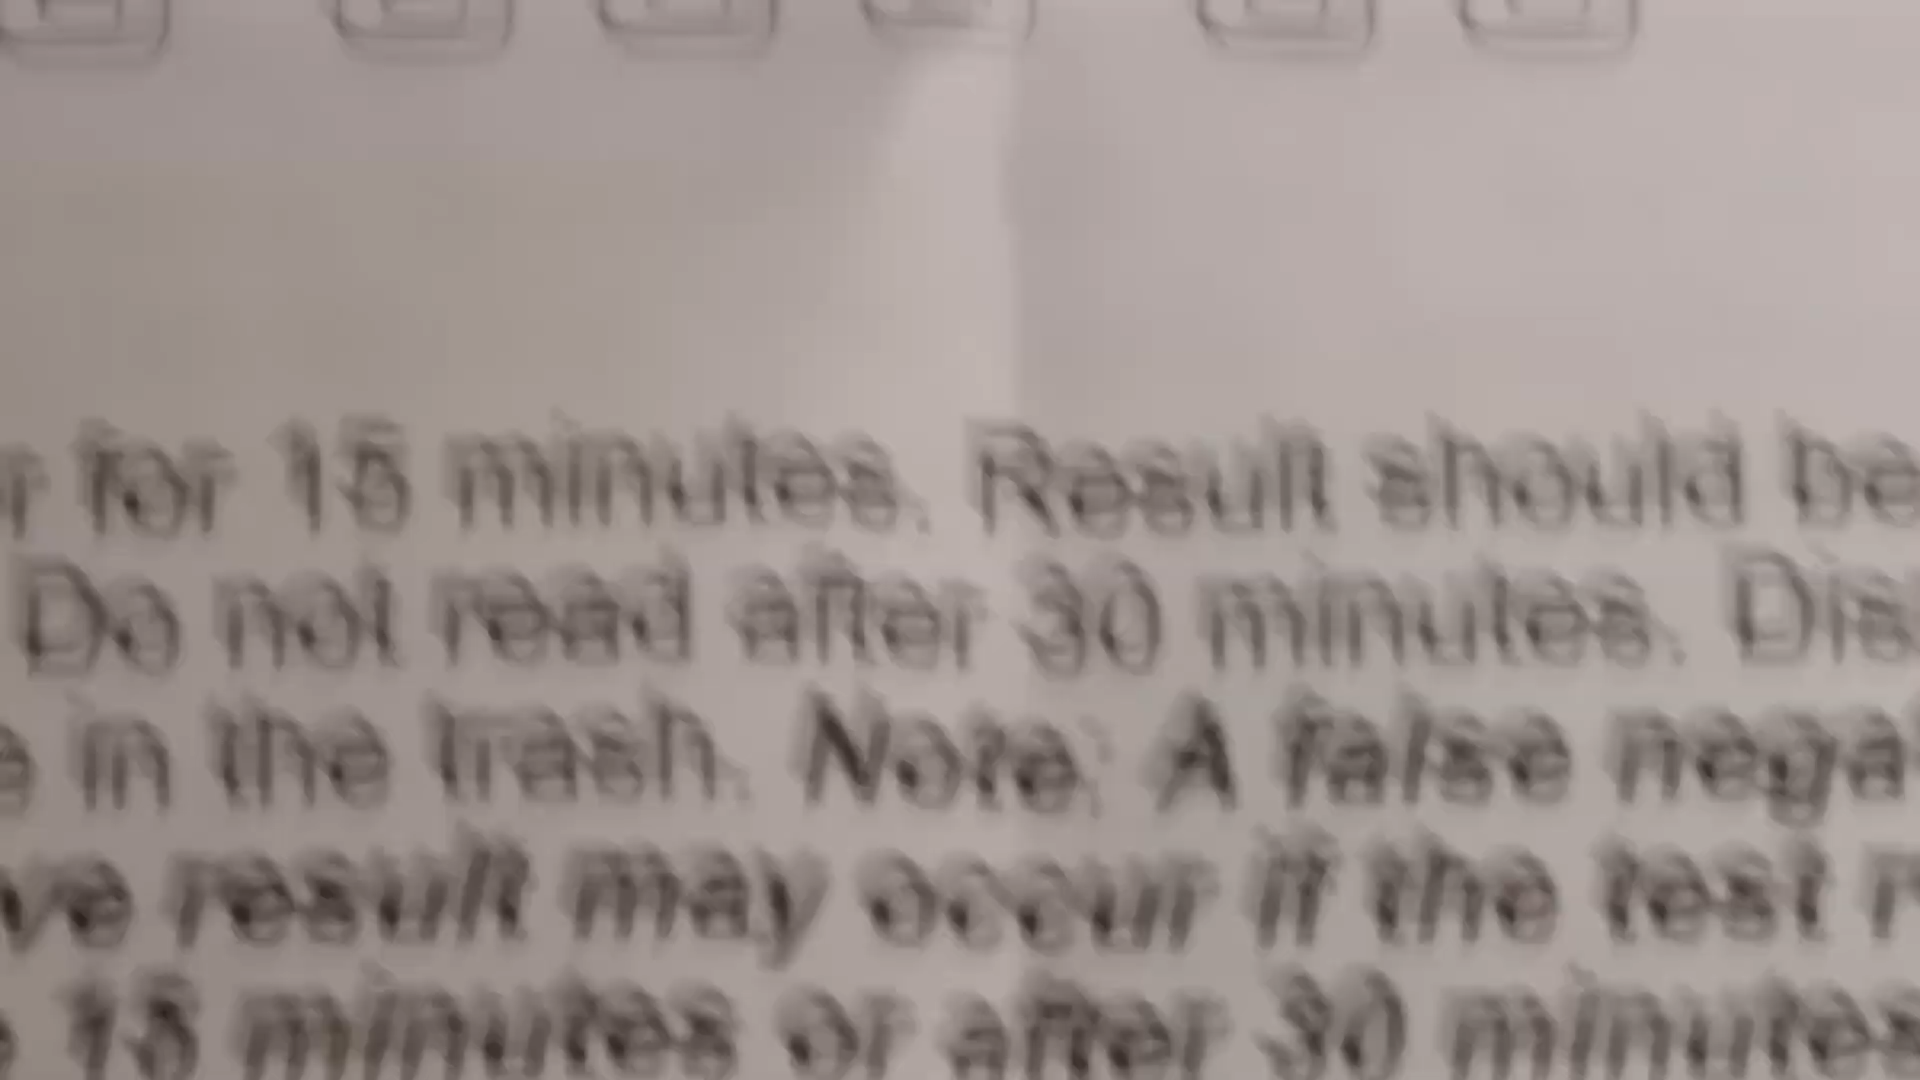 r for 15 minutes. Result should be
Do not read after 30 minutes. Dis
e in the trash. Note: A false nega
ve result may occur if the test r
15 minutes or after 30 minutes